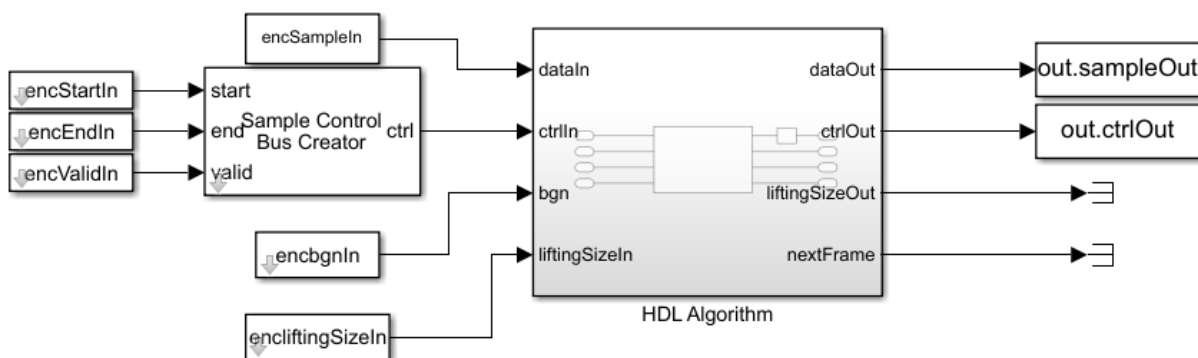 encSampleIn
encStartIn
encEndIn
encValidIn
start
end
valid
Sample Control
Bus Creator
ctrl
encbgnIn
encliftingSizeIn
dataIn
ctrlIn
bgn
liftingSizeIn
dataOut
ctrlOut
liftingSizeOut
nextFrame
HDL Algorithm
out.sampleOut
out.ctrlOut